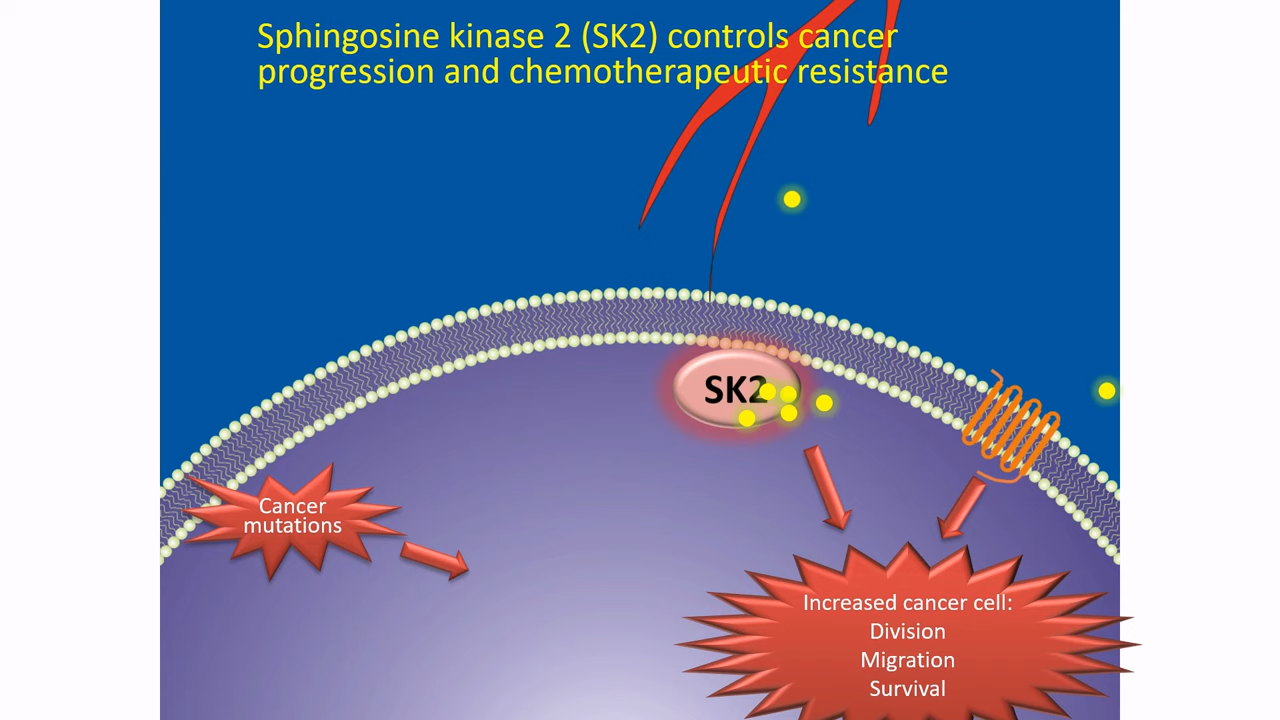 Sphingosine kinase 2 (SK2) controls cancer
progression and chemotherapeutic resistance
SK2
Cancer
mutations
Increased cancer cell:
Division
Migration
Survival